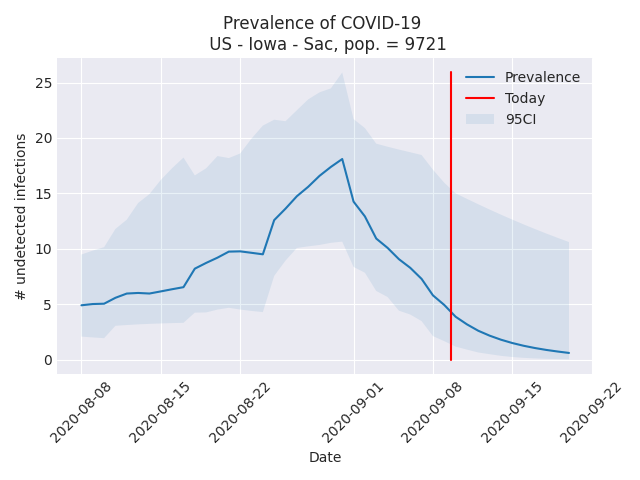 Prevalence of COVID-19
US - Iowa - Sac, pop. = 9721
Prevalence
Today
95CI
# undetected infections
25
20
15
10
5
0
2020-08-08
2020-08-15
2020-08-22
2020-09-01
2020-09-08
2020-09-15
2020-09-22
Date